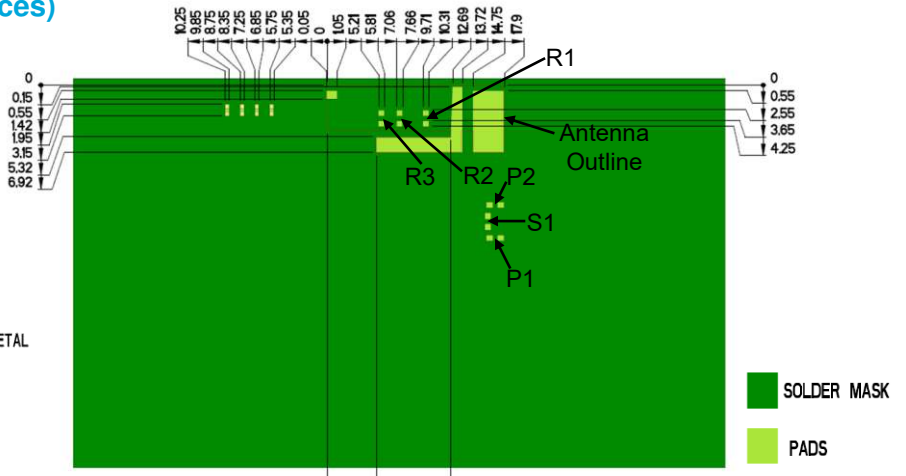 ces)
10.25
9.85
8.75
8.35
7.25
6.85
5.75
5.35
0.05
0
1.05
5.21
5.81
7.06
7.66
9.71
10.31
12.69
13.72
14.75
17.9
0
0.15
0.55
1.42
1.95
3.15
5.32
6.92
0
0.55
2.55
3.65
4.25
R1
Antenna
Outline
R3
R2
P2
S1
P1
ETAL
SOLDER MASK
PADS